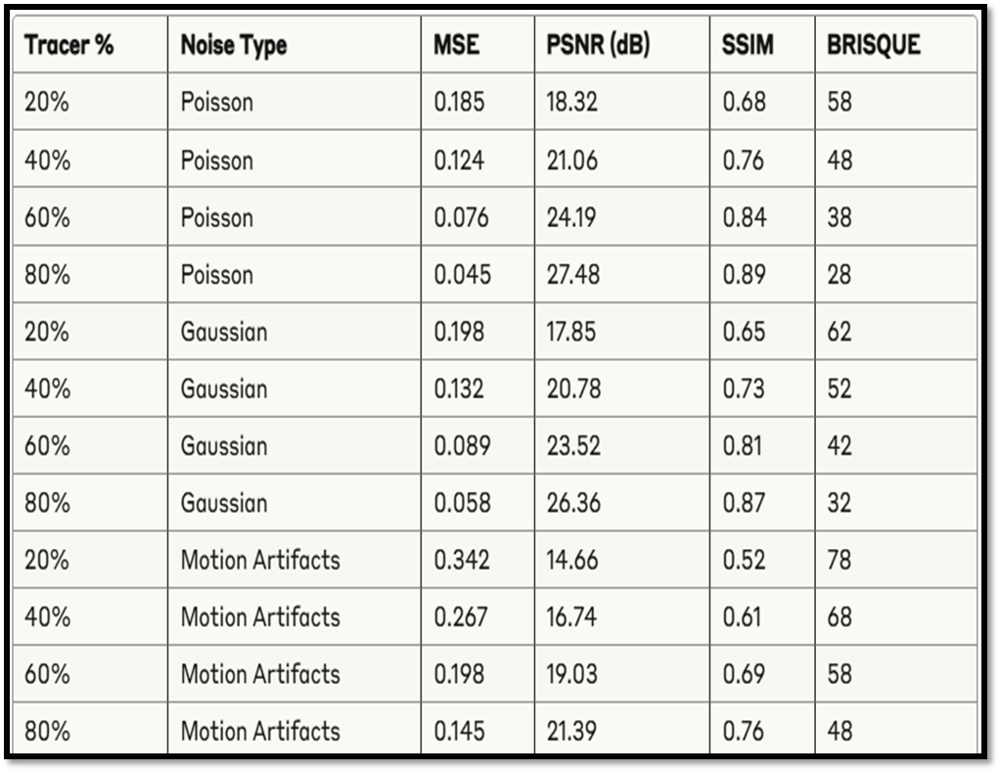 Tracer % Noise Type MSE PSNR (dB) SSIM BRISQUE
20% Poisson 0.185 18.32 0.68 58
40% Poisson 0.124 21.06 0.76 48
60% Poisson 0.076 24.19 0.84 38
80% Poisson 0.045 27.48 0.89 28
20% Gaussian 0.198 17.85 0.65 62
40% Gaussian 0.132 20.78 0.73 52
60% Gaussian 0.089 23.52 0.81 42
80% Gaussian 0.058 26.36 0.87 32
20% Motion Artifacts 0.342 14.66 0.52 78
40% Motion Artifacts 0.267 16.74 0.61 68
60% Motion Artifacts 0.198 19.03 0.69 58
80% Motion Artifacts 0.145 21.39 0.76 48